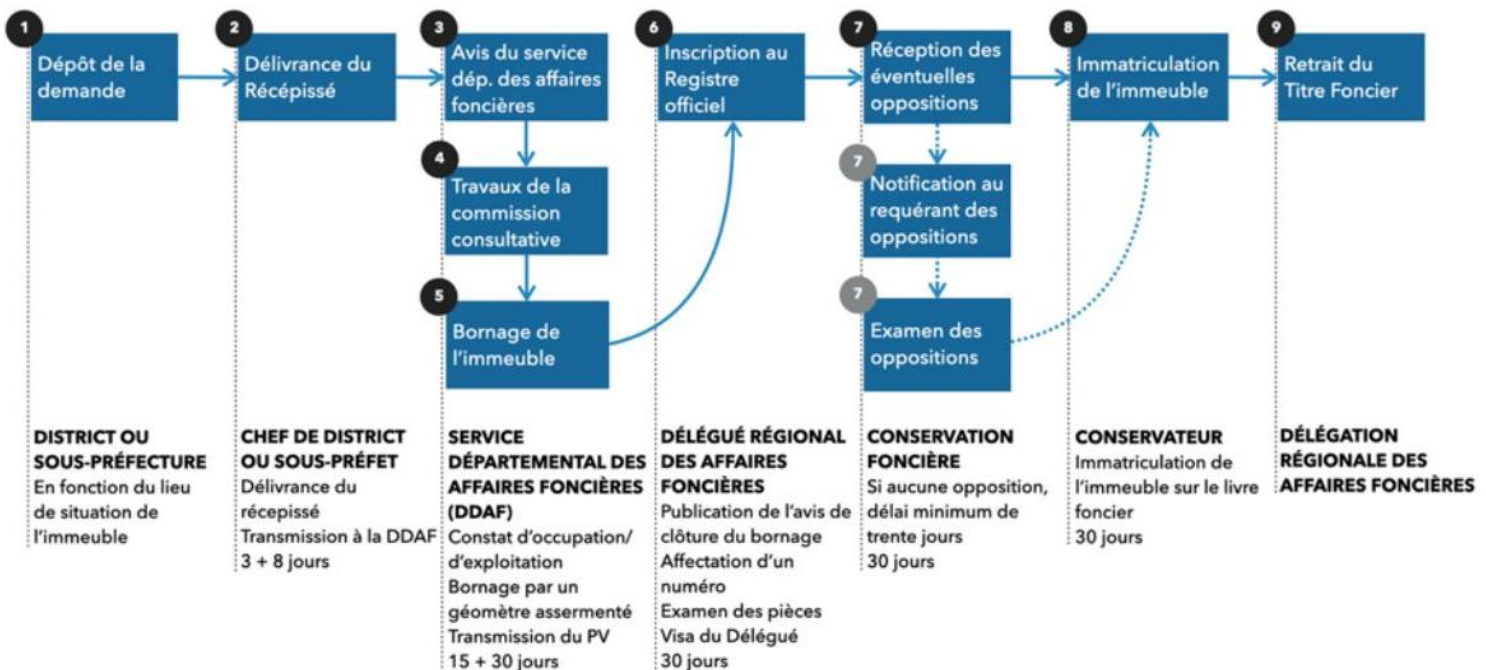 1
Dépôt de la
demande
2
Délivrance du
Récépissé
3
Avis du service
dép. des affaires
foncières
4
Travaux de la
commission
consultative
5
Bornage de
l'immeuble
6
Inscription au
Registre
officiel
7
Réception des
éventuelles
oppositions
7
Notification au
requérant des
oppositions
7
Examen des
oppositions
8
Immatriculation
de l'immeuble
9
Retrait du
Titre Foncier
DISTRICT OU
SOUS-PRÉFECTURE
En fonction du lieu
de situation de
l'immeuble
CHEF DE DISTRICT
OU SOUS-PRÉFET
Délivrance du
récepissé
Transmission à la DDAF
3 + 8 jours
SERVICE
DÉPARTEMENTAL DES
AFFAIRES FONCIÈRES
(DDAF)
Constat d'occupation/
d'exploitation
Bornage par un
géomètre assermenté
Transmission du PV
15 + 30 jours
DÉLÉGUÉ RÉGIONAL
DES AFFAIRES
FONCIÈRES
Publication de l'avis de
clôture du bornage
Affectation d'un
numéro
Examen des pièces
Visa du Délégué
30 jours
CONSERVATION
FONCIÈRE
Si aucune opposition,
délai minimum de
trente jours
30 jours
CONSERVATEUR
Immatriculation de
l'immeuble sur le livre
foncier
30 jours
DÉLÉGATION
RÉGIONALE DES
AFFAIRES FONCIÈRES